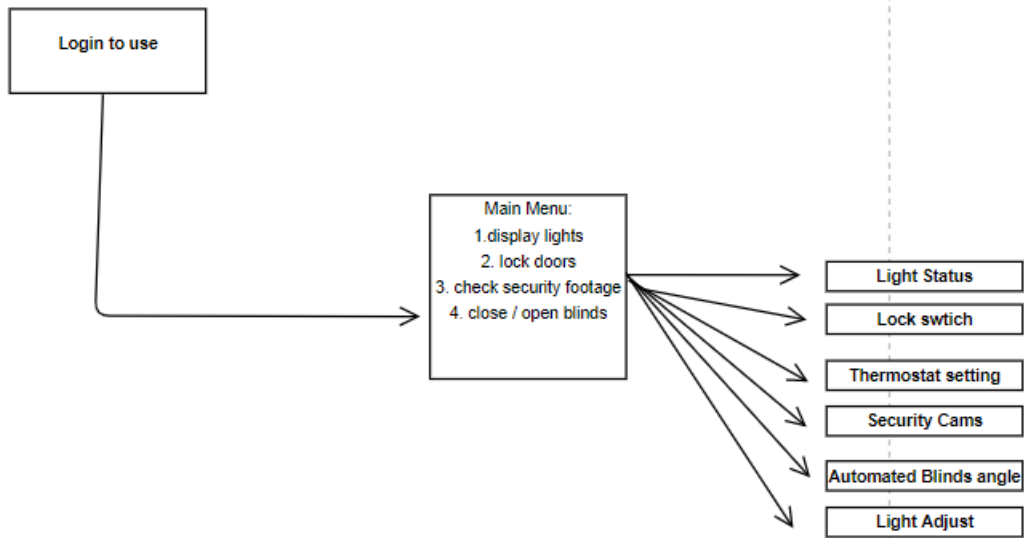 Login to use
Main Menu:
1.display lights
2. lock doors
3. check security footage
4. close / open blinds
Light Status
Lock swtich
Thermostat setting
Security Cams
Automated Blinds angle
Light Adjust